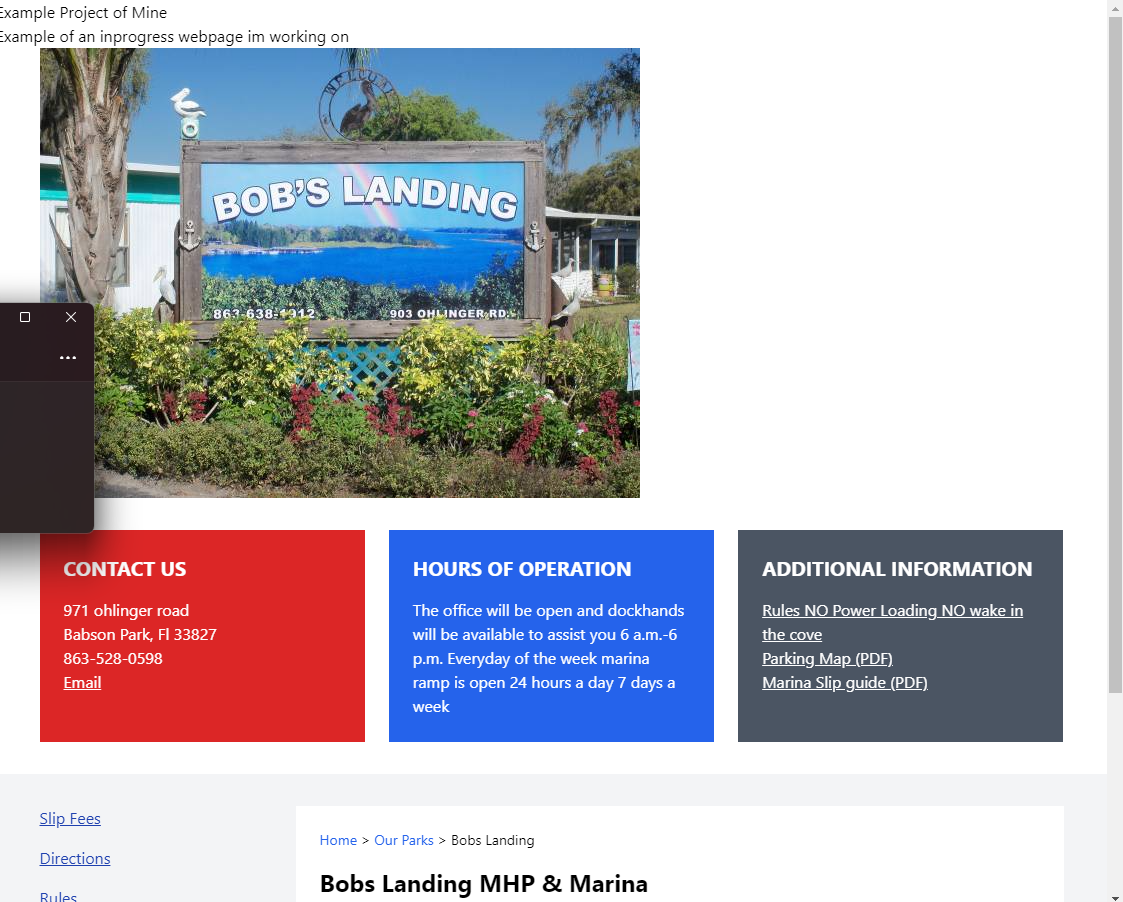 Example Project of Mine
Example of an inprogress webpage im working on
WELCOME
BOB'S LANDING
863-638-1912
903 OHLINGER RD.
CONTACT US
971 ohlinger road
Babson Park, Fl 33827
863-528-0598
Email
HOURS OF OPERATION
The office will be open and dockhands
will be available to assist you 6 a.m.-6
p.m. Everyday of the week marina
ramp is open 24 hours a day 7 days a
week
ADDITIONAL INFORMATION
Rules NO Power Loading NO wake in
the cove
Parking Map (PDF)
Marina Slip guide (PDF)
Slip Fees
Directions
Rules
Home > Our Parks > Bobs Landing
Bobs Landing MHP & Marina